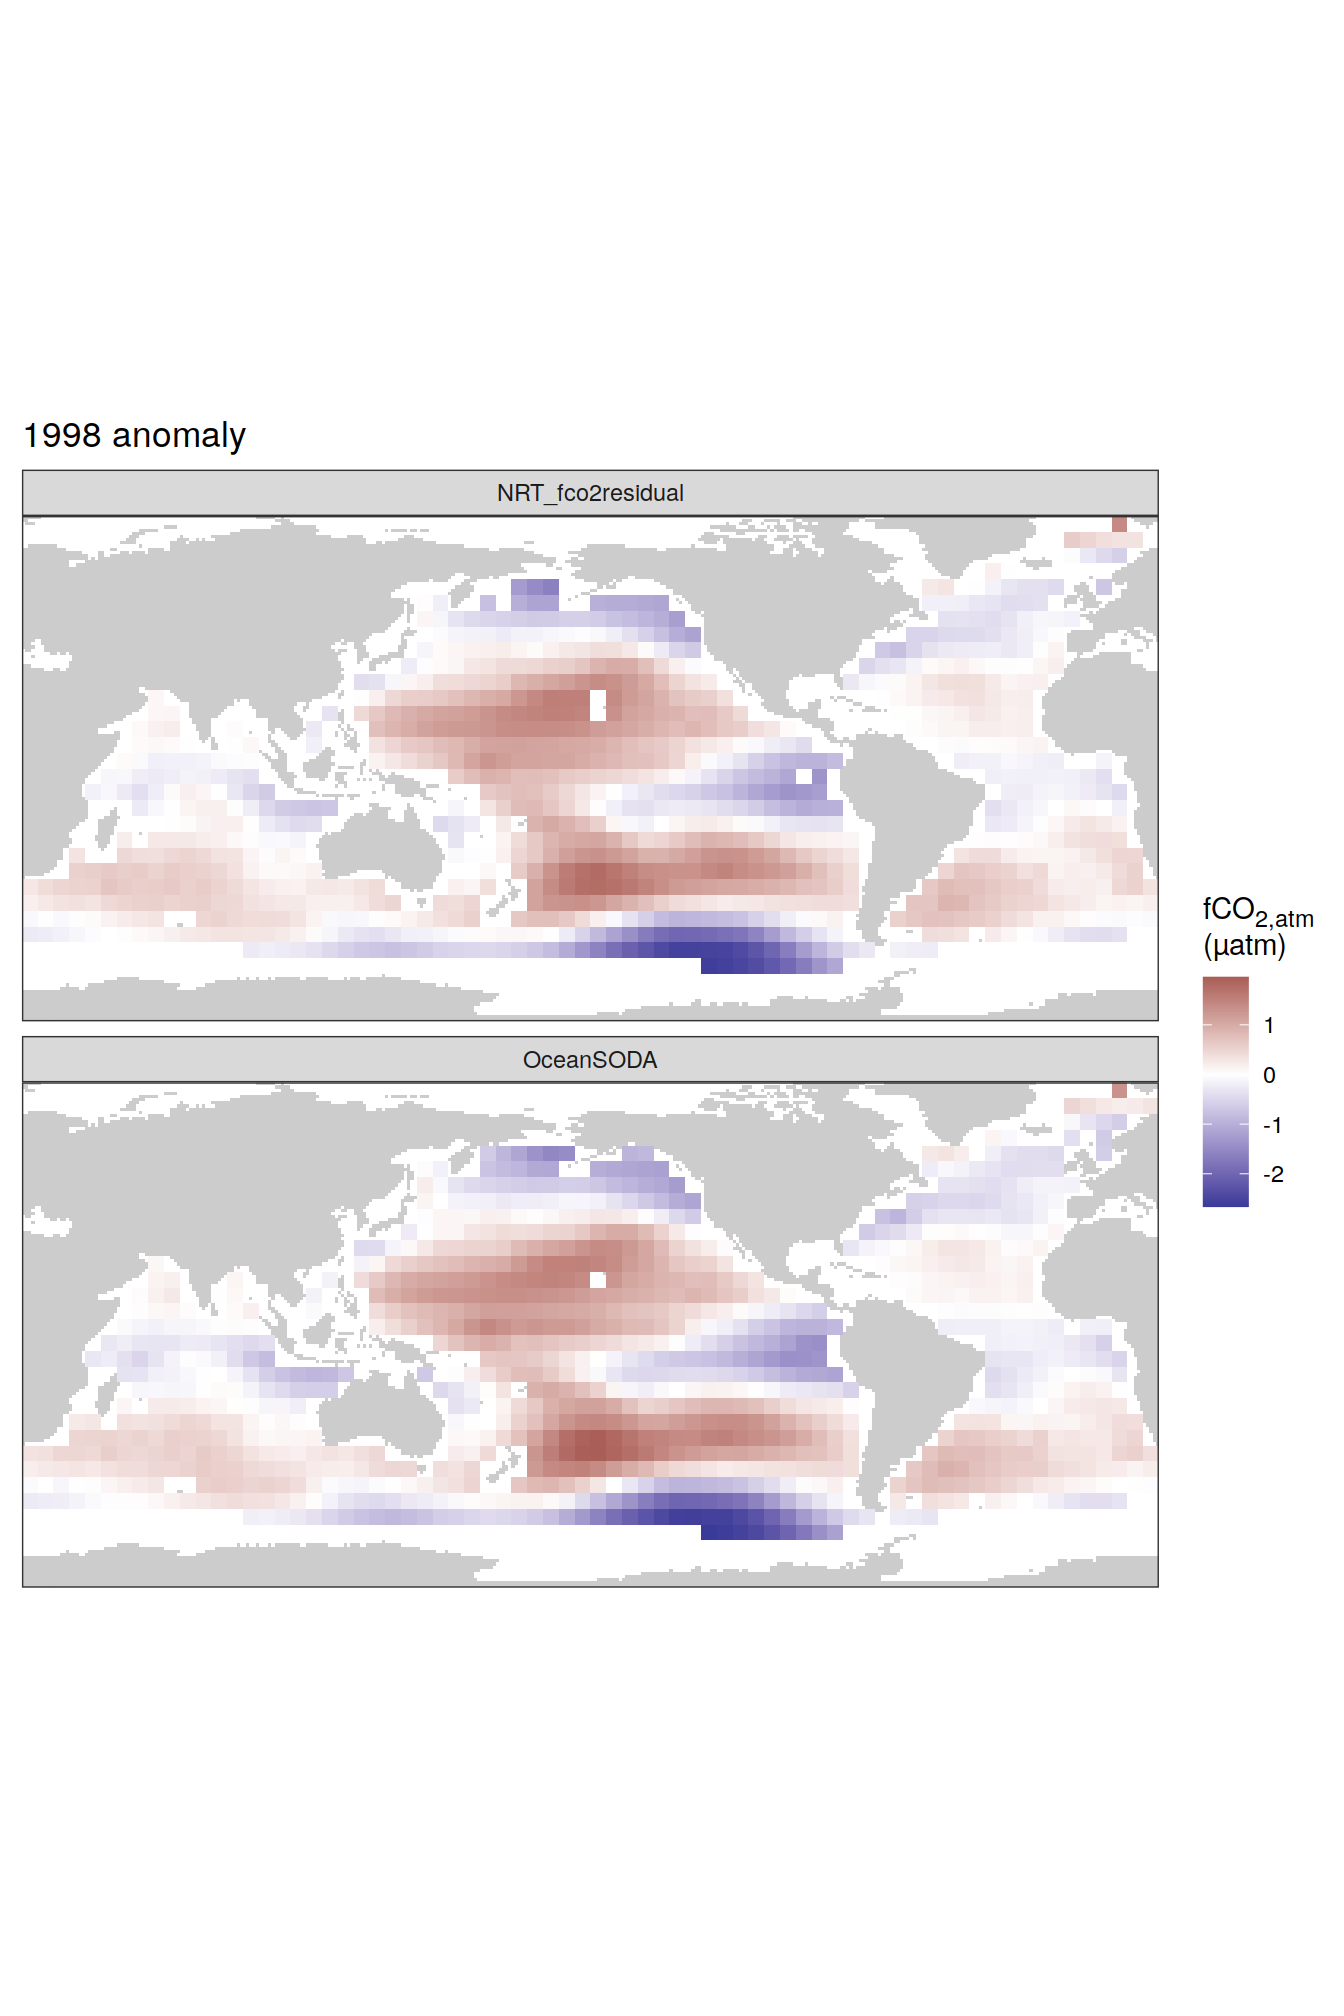 1998 anomaly
NRT_fco2residual
fCO2,atm
(µatm)
1
0
-1
-2
OceanSODA